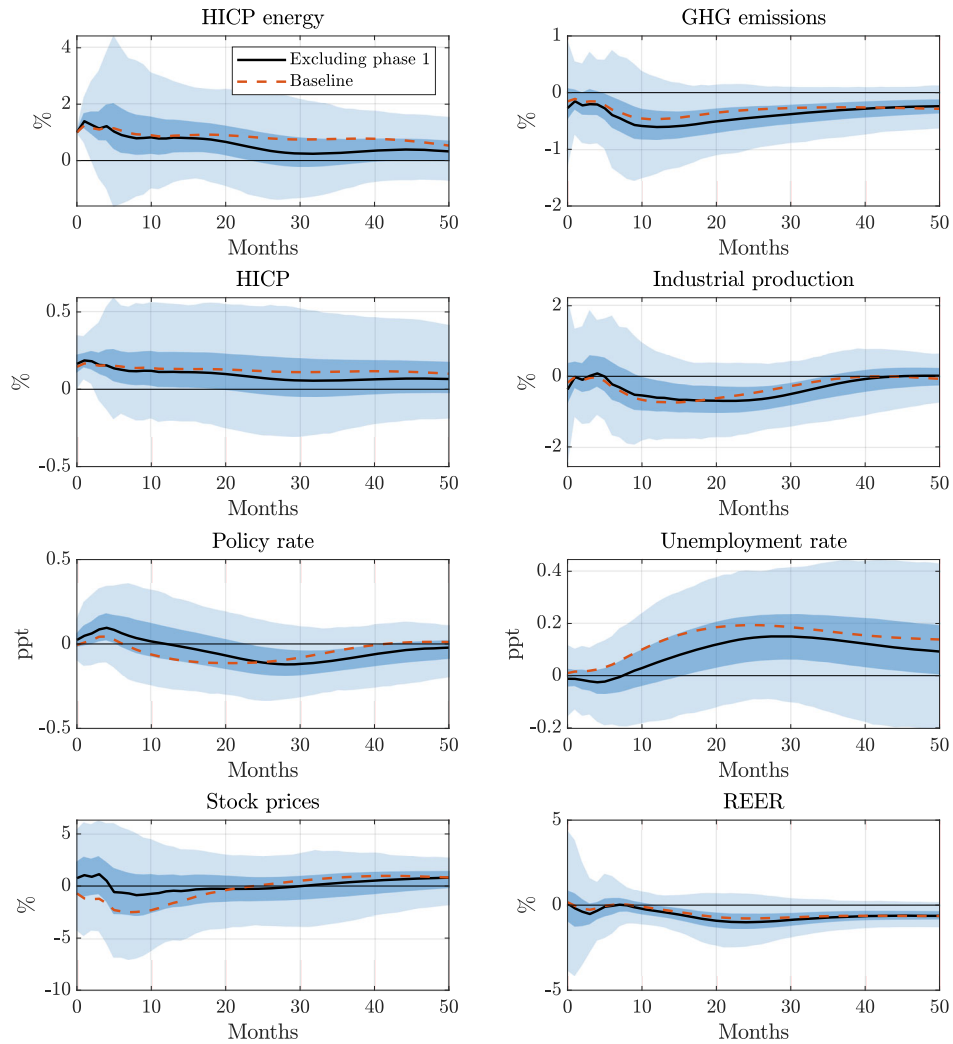 HICP energy
4
2
0
%
0 10 20 30 40 50
Months
Excluding phase 1
Baseline
GHG emissions
1
0
-1
-2
%
0 10 20 30 40 50
Months
HICP
0.5
0
-0.5
%
0 10 20 30 40 50
Months
Industrial production
2
0
-2
%
0 10 20 30 40 50
Months
Policy rate
0.5
0
-0.5
ppt
0 10 20 30 40 50
Months
Unemployment rate
0.4
0.2
0
-0.2
ppt
0 10 20 30 40 50
Months
Stock prices
5
0
-5
-10
%
0 10 20 30 40 50
Months
REER
5
0
-5
%
0 10 20 30 40 50
Months